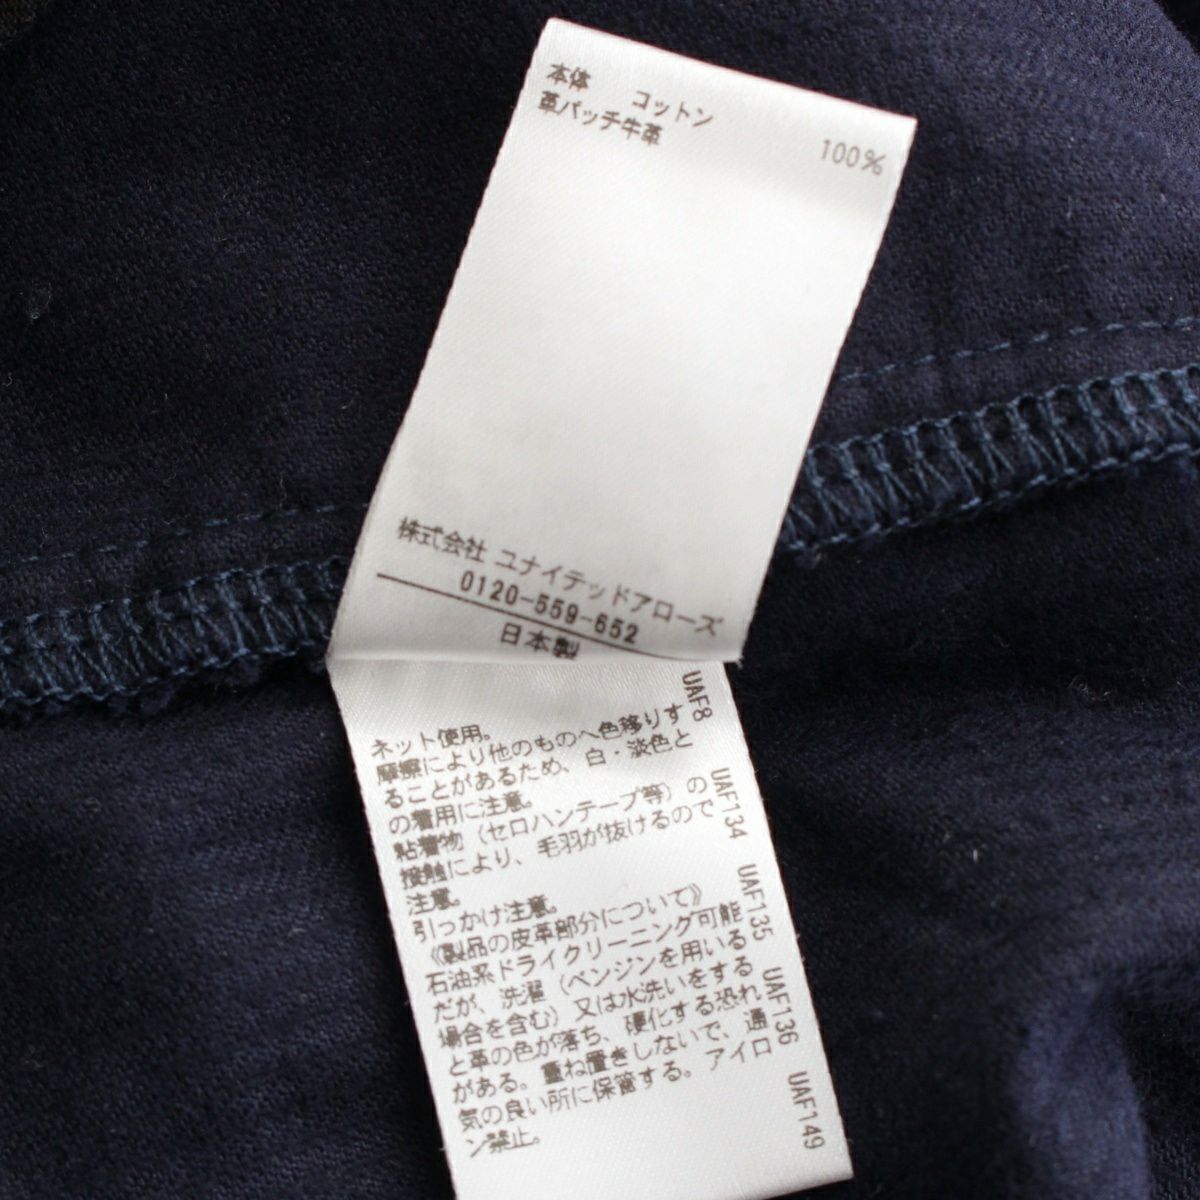 本体 コットン 100%
革パッチ牛革
株式会社 ユナイテッドアローズ
0120-559-652
日本製
ネット使用。
摩擦により他のものへ色移りす
ることがあるため、白・淡色と
の着用に注意。
粘着物（セロハンテープ等）の
接触により、毛羽が抜けるので
注意。
引っかけ注意。
《製品の皮革部分について》
石油系ドライクリーニング可能
だが、洗濯（ベンジンを用いる
場合を含む）又は水洗いをする
と革の色が落ち、硬化する恐れ
がある。重ね置きしないで、通
気の良い所に保管する。アイロ
ン禁止。
UAF8
UAF134
UAF135
UAF136
UAF149